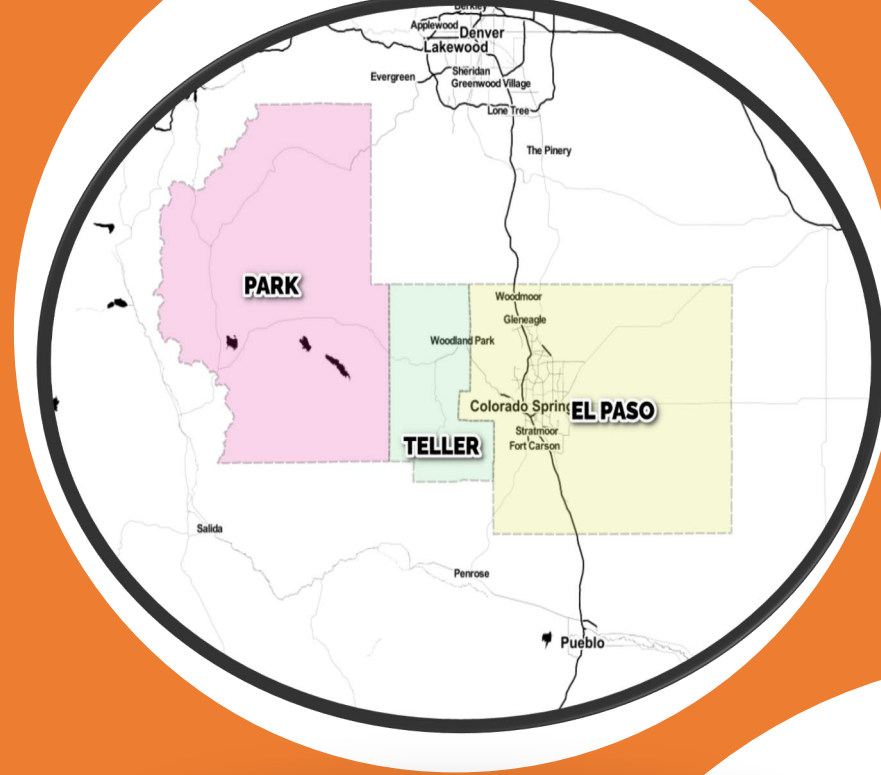 Berkley
Applewood
Denver
Lakewood
Evergreen
Sheridan
Greenwood Village
Lone Tree
The Pinery
PARK
Woodmoor
Gleneagle
Woodland Park
Colorado Spring
EL PASO
Stratmoor
TELLER
Fort Carson
Salida
Penrose
Pueblo